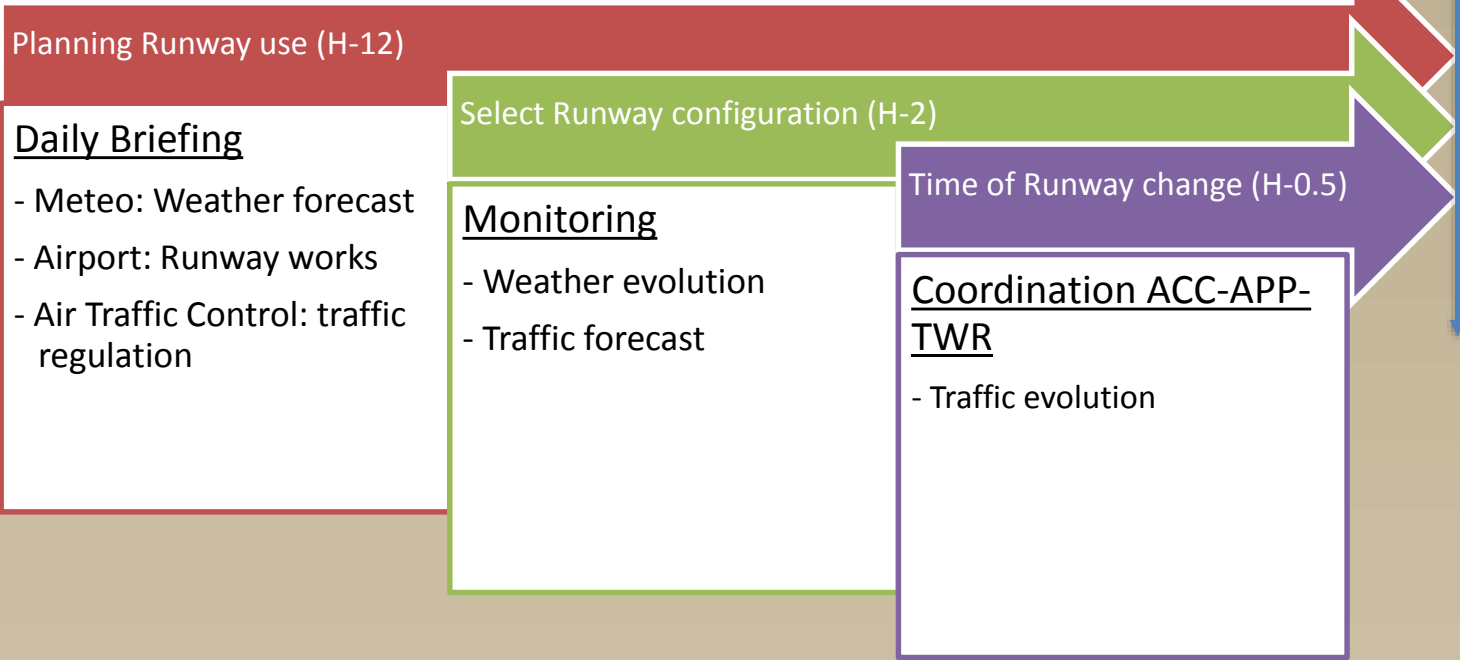 Planning Runway use (H-12)
Daily Briefing
- Meteo: Weather forecast
- Airport: Runway works
- Air Traffic Control: traffic
regulation
Select Runway configuration (H-2)
Monitoring
- Weather evolution
- Traffic forecast
Time of Runway change (H-0.5)
Coordination ACC-APP-
TWR
- Traffic evolution